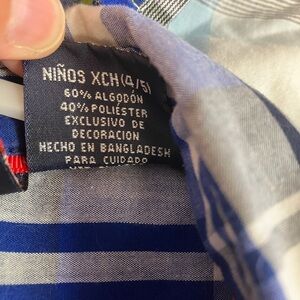 NIÑOS XCH(4/5)
60% ALGODÓN
40% POLIÉSTER
EXCLUSIVO DE
DECORACION
HECHO EN BANGLADESH
PARA CUIDADO